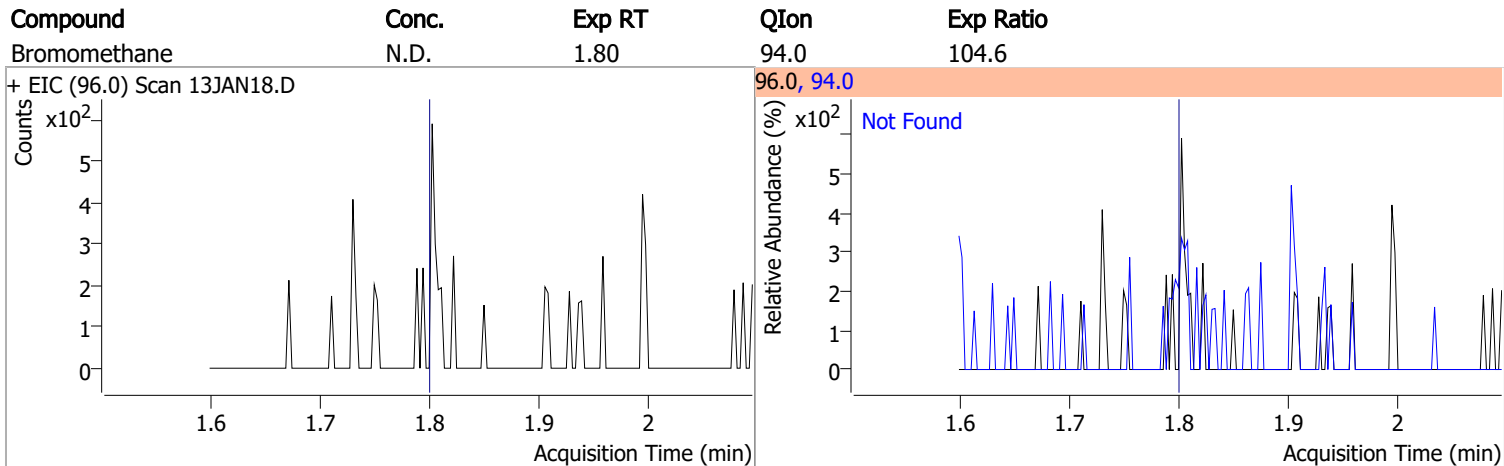 Compound Conc. Exp RT QIon Exp Ratio
Bromomethane N.D. 1.80 94.0 104.6
+ EIC (96.0) Scan 13JAN18.D
Counts
x10²
5
4
3
2
1
0
1.6 1.7 1.8 1.9 2
Acquisition Time (min)
96.0, 94.0
Relative Abundance (%)
x10²
Not Found
5
4
3
2
1
0
1.6 1.7 1.8 1.9 2
Acquisition Time (min)